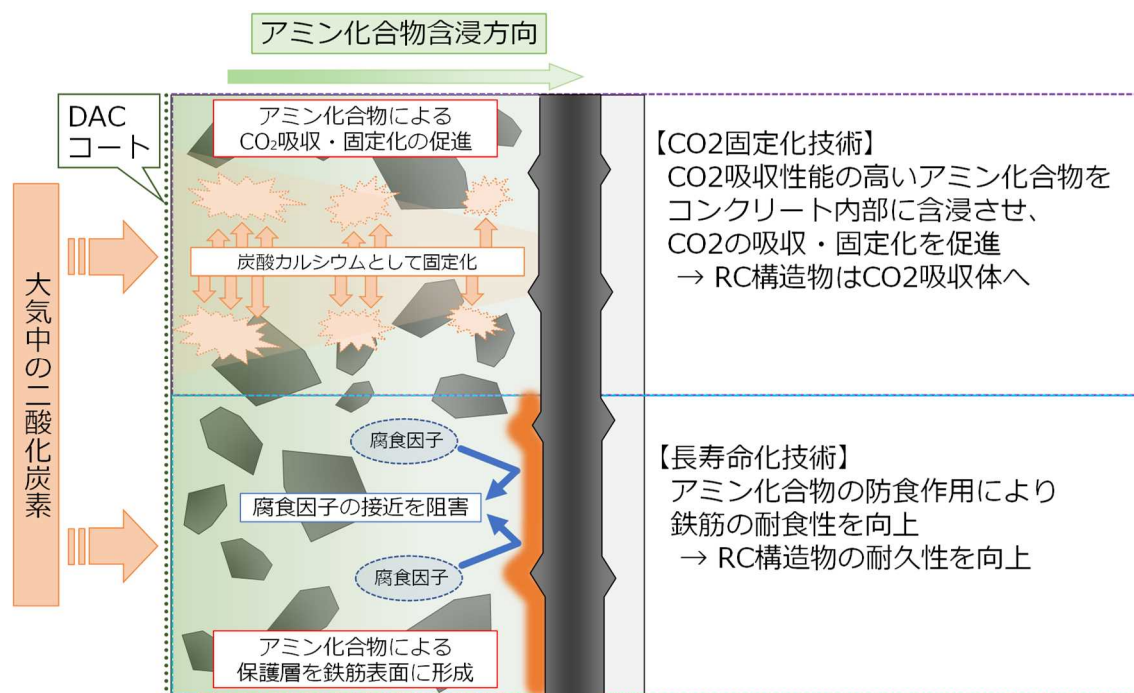 アミン化合物含浸方向
DAC
コート
アミン化合物による
CO₂吸収・固定化の促進
炭酸カルシウムとして固定化
大気中の二酸化炭素
腐食因子
腐食因子の接近を阻害
腐食因子
アミン化合物による
保護層を鉄筋表面に形成
【CO2固定化技術】
CO2吸収性能の高いアミン化合物を
コンクリート内部に含浸させ、
CO2の吸収・固定化を促進
→ RC構造物はCO2吸収体へ
【長寿命化技術】
アミン化合物の防食作用により
鉄筋の耐食性を向上
→ RC構造物の耐久性を向上